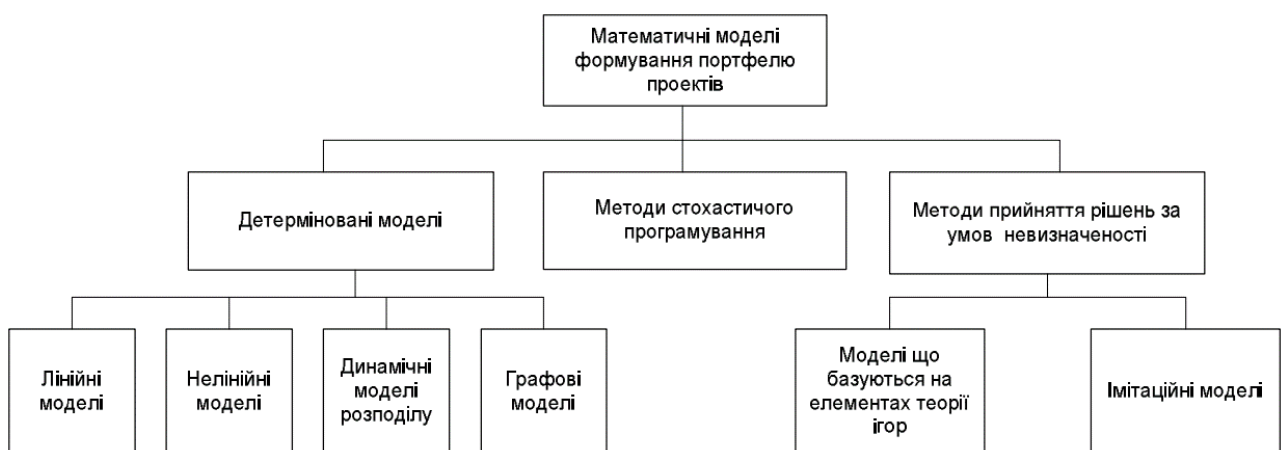 Математичні моделі
формування портфелю
проектів
Детерміновані моделі
Методи стохастичого
програмування
Методи прийняття рішень за
умов невизначеності
Лінійні
моделі
Нелінійні
моделі
Динамічні
моделі
розподілу
Графові
моделі
Моделі що
базуються на
елементах теорії
ігор
Імітаційні моделі